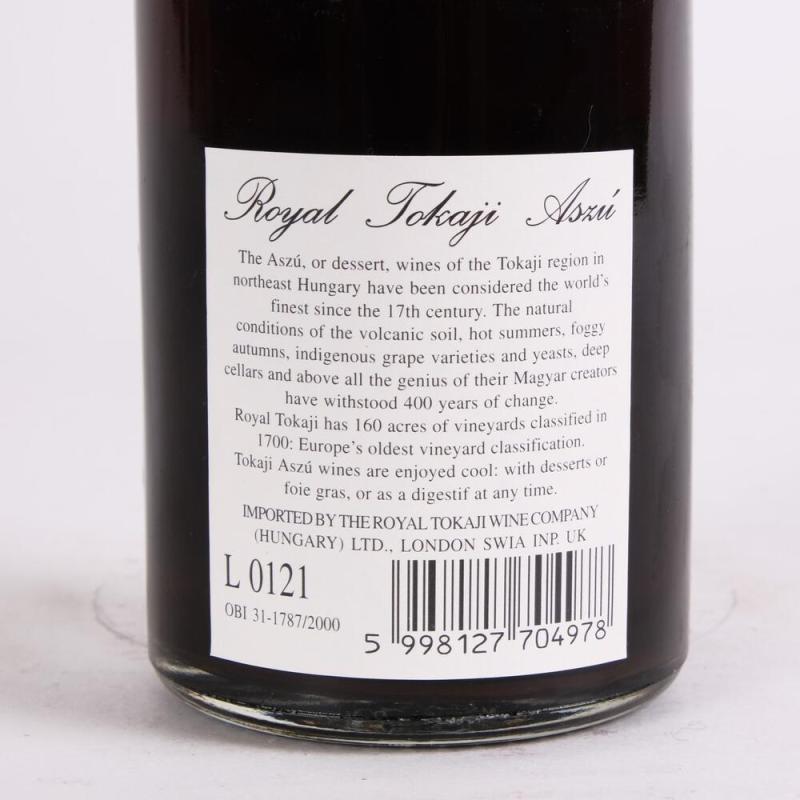 Royal Tokaji Aszú
The Aszú, or dessert, wines of the Tokaji region in
northeast Hungary have been considered the world's
finest since the 17th century. The natural
conditions of the volcanic soil, hot summers, foggy
autumns, indigenous grape varieties and yeasts, deep
cellars and above all the genius of their Magyar creators
have withstood 400 years of change.
Royal Tokaji has 160 acres of vineyards classified in
1700: Europe's oldest vineyard classification.
Tokaji Aszú wines are enjoyed cool: with desserts or
foie gras, or as a digestif at any time.
IMPORTED BY THE ROYAL TOKAJI WINE COMPANY
(HUNGARY) LTD., LONDON SWIA INP. UK
L 0121
OBI 31-1787/2000
5 998127 704978